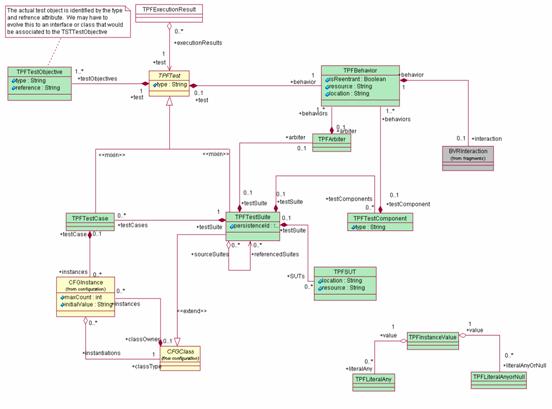 The actual test object is identified by the type
and refrence attribute. We may have to
evolve this to an interface or class that would
be associated to the TSTTestObjective
TPFExecutionResult
0..*
+executionResults
1
+test
TPFTestObjective
type : String
reference : String
0..*
+testObjectives
1
+test
TPFTest
type : String
0..1
+test
1
+behavior
TPFBehavior
isReentrant : Boolean
resource : String
location : String
+behavior
1
0..1
+interaction
BVRInteraction
(from fragments)
0..1
+behaviors
1..*
+behaviors
+arbiter
TPFArbiter
+arbiter
0..1
<<mixin>>
<<mixin>>
0..1
+testSuite
0..1
+testSuite
+testComponents
0..*
TPFTestComponent
type : String
+testComponent
TPFTestCase
+testCase
0..*
+testCases
1
+testSuite
TPFTestSuite
persistenceId : :..
0..1
+testSuite
0..*
+sourceSuites
0..*
+referencedSuites
+SUTs
0..*
TPFSUT
location : String
resource : String
0..1
+instances
CFGInstance
(from configuration)
maxCount : int
initialValue : String
0..*
+instances
0..*
+instantiations
1
+classOwner
1
+classType
<<extend>>
CFGClass
(from configuration)
1
+value
TPFInstanceValue
1
+value
0..*
+literalAny
TPFLiteralAny
0..*
+literalAnyorNull
TPFLiteralAnyorNull